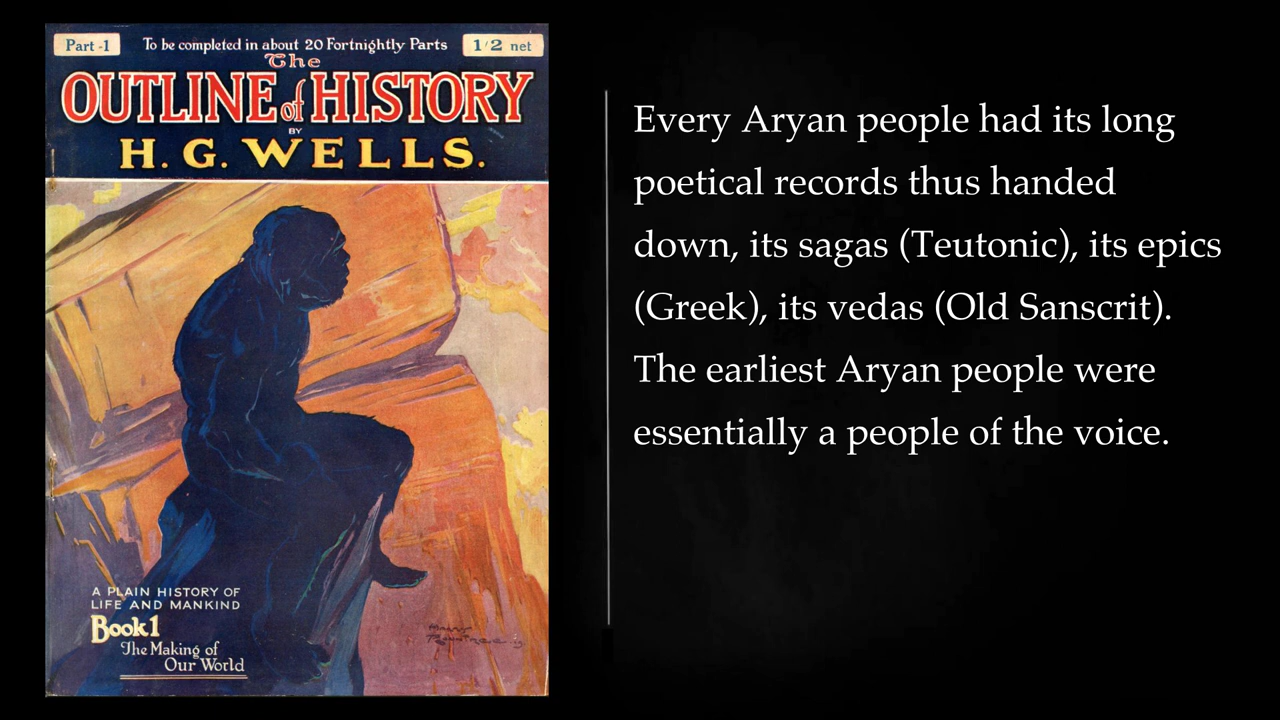 Part -1
To be completed in about 20 Fortnightly Parts
1/2 net
The
OUTLINE of HISTORY
BY
H. G. WELLS.
A PLAIN HISTORY OF
LIFE AND MANKIND
Book 1
The Making of
Our World
Every Aryan people had its long
poetical records thus handed
down, its sagas (Teutonic), its epics
(Greek), its vedas (Old Sanscrit).
The earliest Aryan people were
essentially a people of the voice.